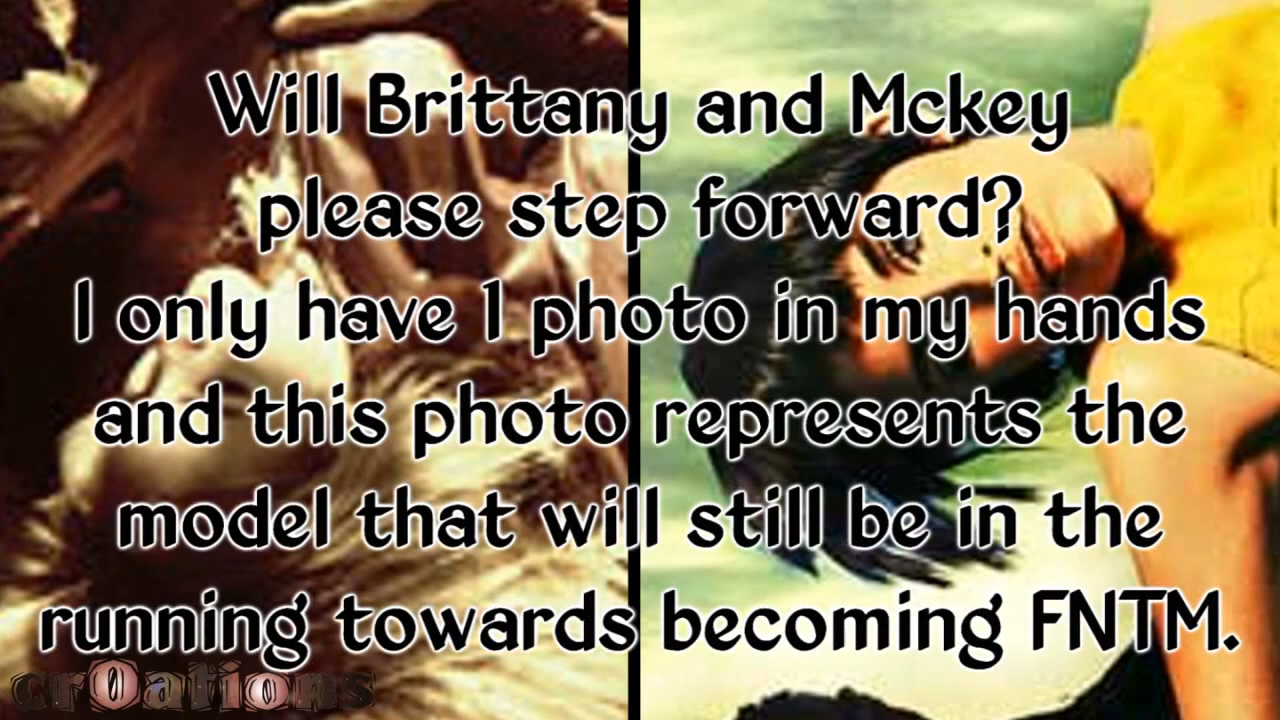 Will Brittany and Mckey
please step forward?
I only have 1 photo in my hands
and this photo represents the
model that will still be in the
running towards becoming FNTM.
cr0ations